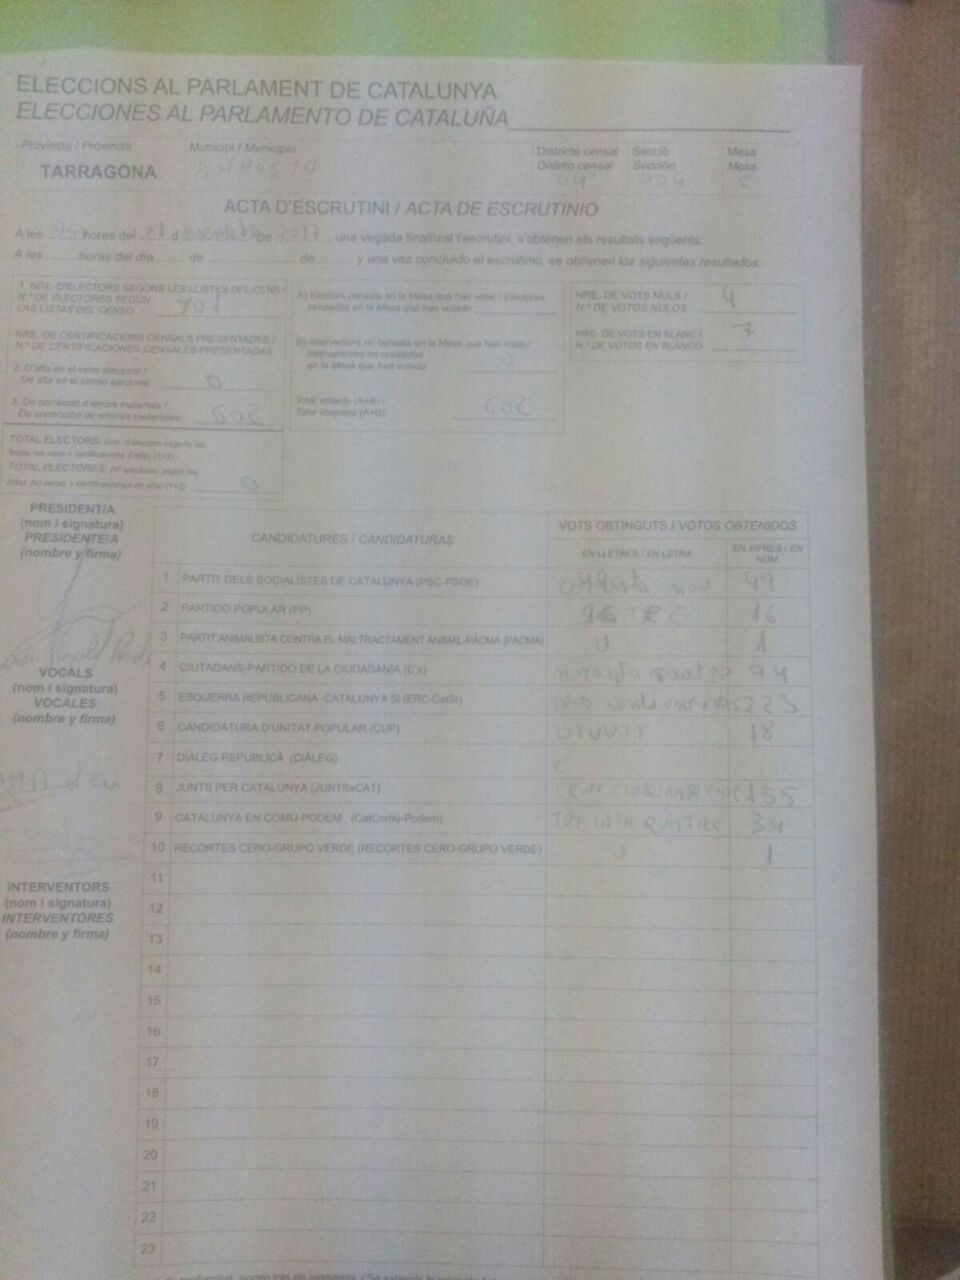 ELECCIONS AL PARLAMENT DE CATALUNYA
ELECCIONES AL PARLAMENTO DE CATALUÑA
Província / Provincia
Municipi / Municipio
Districte censal Secció Mesa
Distrito censal Sección Mesa
TARRAGONA
04 004 C
ACTA D'ESCRUTINI / ACTA DE ESCRUTINIO
A les hores del 21 d de 2017, una vegada finalitzat l'escrutini, s'obtenen els resultats següents:
A las horas del día de de , y una vez concluido el escrutinio, se obtienen los siguientes resultados:
1. NRE. D'ELECTORS SEGONS LES LLISTES DEL CENS /
N.º DE ELECTORES SEGÚN
LAS LISTAS DEL CENSO 701
NRE. DE CERTIFICACIONS CENSALS PRESENTADES /
N.º DE CERTIFICACIONES CENSALES PRESENTADAS
2. D'alta en el cens electoral /
De alta en el censo electoral: 0
3. De correcció d'errors materials /
De corrección de errores materiales: 602
TOTAL ELECTORS: (nre. d'electors segons les
llistes del cens + certificacions d'alta) (1+2) /
TOTAL ELECTORES: (nº electores según las
listas del censo + certificaciones de alta) (1+2) 0
A) Electors censats en la Mesa que han votat / Electores
censados en la Mesa que han votado
B) Interventors no censats en la Mesa que han votat /
Interventores no censados
en la Mesa que han votado 0
Total votants (A+B) /
Total votantes (A+B) 602
NRE. DE VOTS NULS /
N.º DE VOTOS NULOS 4
NRE. DE VOTS EN BLANC /
N.º DE VOTOS EN BLANCO 7
PRESIDENT/A
(nom i signatura)
PRESIDENTE/A
(nombre y firma)
VOCALS
(nom i signatura)
VOCALES
(nombre y firma)
INTERVENTORS
(nom i signatura)
INTERVENTORES
(nombre y firma)
CANDIDATURES / CANDIDATURAS
VOTS OBTINGUTS / VOTOS OBTENIDOS
EN LLETRES / EN LETRA
EN XIFRES / EN NÚM.
1 PARTIT DELS SOCIALISTES DE CATALUNYA (PSC-PSOE) nou 49
2 PARTIDO POPULAR (PP) 16
3 PARTIT ANIMALISTA CONTRA EL MALTRACTAMENT ANIMAL-PACMA (PACMA) U 1
4 CIUTADANS-PARTIDO DE LA CIUDADANÍA (C's) noranta quatre 94
5 ESQUERRA REPUBLICANA -CATALUNYA SÍ (ERC-CatSí) 223
6 CANDIDATURA D'UNITAT POPULAR (CUP) DIVUIT 18
7 DIÀLEG REPUBLICÀ (DIÀLEG)
8 JUNTS PER CATALUNYA (JUNTSxCAT) CENT CINQUANTA CINC 155
9 CATALUNYA EN COMÚ-PODEM (CatComú-Podem) TREINTA QUATRE 34
10 RECORTES CERO-GRUPO VERDE (RECORTES CERO-GRUPO VERDE) U 1
11
12
13
14
15
16
17
18
19
20
21
22
23